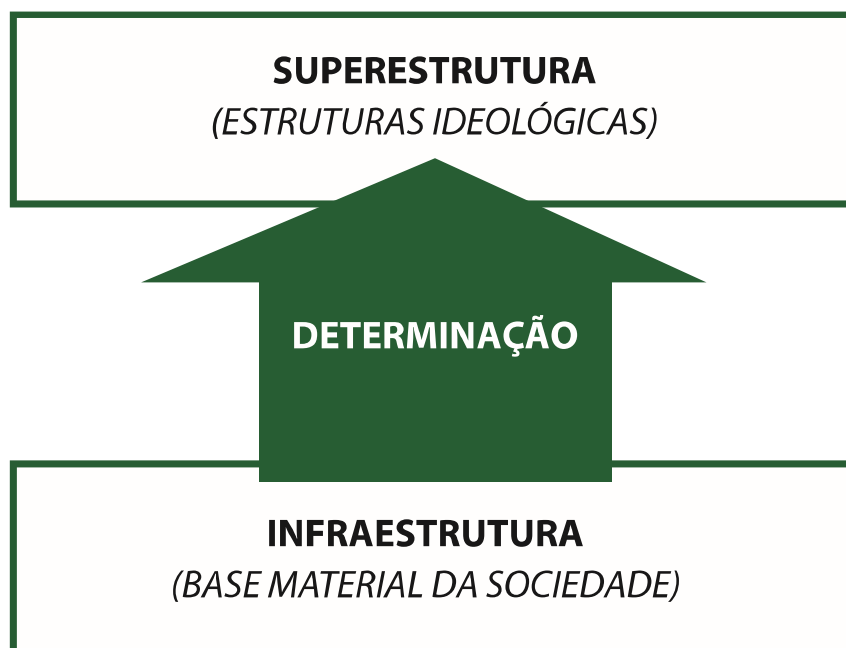 SUPERESTRUTURA
(ESTRUTURAS IDEOLÓGICAS)
DETERMINAÇÃO
INFRAESTRUTURA
(BASE MATERIAL DA SOCIEDADE)